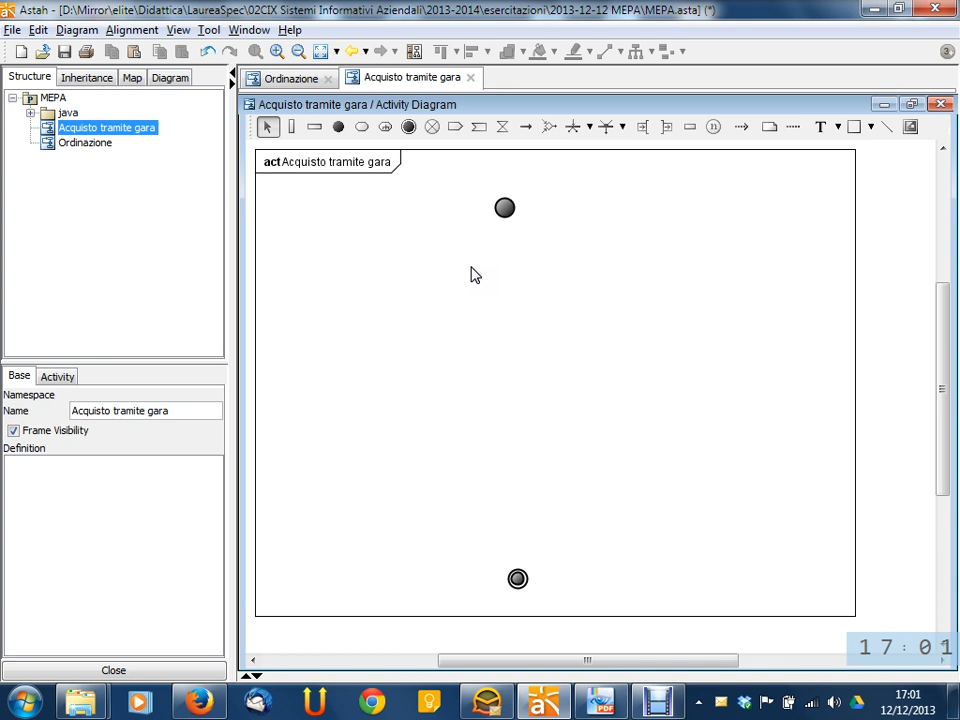 Astah - [D:\Mirror\elite\Didattica\LaureaSpec\02CIX Sistemi Informativi Aziendali\2013-2014\esercitazioni\2013-12-12 MEPA\MEPA.asta] (*)
File Edit Diagram Alignment View Tool Window Help
Structure Inheritance Map Diagram
MEPA
java
Acquisto tramite gara
Ordinazione
Ordinazione Acquisto tramite gara
Acquisto tramite gara / Activity Diagram
act Acquisto tramite gara
Base Activity
Namespace
Name Acquisto tramite gara
Frame Visibility
Definition
Close
17:01
17:01
12/12/2013